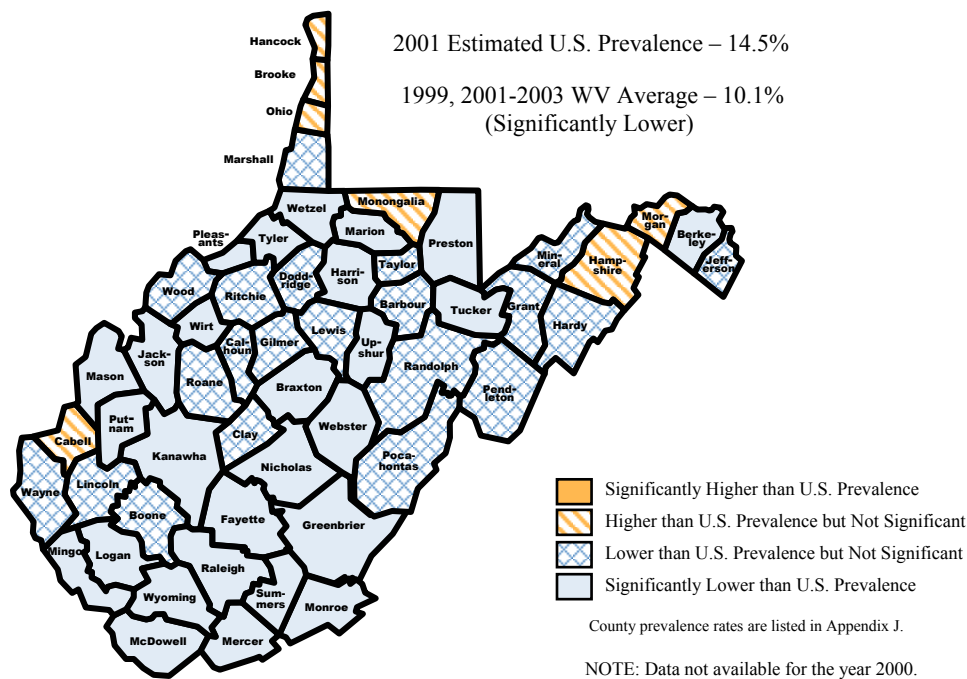 Hancock
2001 Estimated U.S. Prevalence – 14.5%
Brooke
1999, 2001-2003 WV Average – 10.1%
Ohio
(Significantly Lower)
Marshall
Wetzel
Monongalia
Mor-
gan
Pleas-
ants
Tyler
Marion
Preston
Berke-
ley
Min-
eral
Hamp-
shire
Jeff-
erson
Wood
Ritchie
Dodd-
ridge
Harri-
son
Taylor
Barbour
Tucker
Grant
Hardy
Wirt
Cal-
houn
Gilmer
Lewis
Up-
shur
Jack-
son
Mason
Roane
Braxton
Randolph
Pend-
leton
Put-
nam
Cabell
Clay
Webster
Kanawha
Nicholas
Poca-
hontas
Wayne
Lincoln
Boone
Fayette
Greenbrier
Mingo
Logan
Raleigh
Wyoming
Sum-
mers
Monroe
McDowell
Mercer
Significantly Higher than U.S. Prevalence
Higher than U.S. Prevalence but Not Significant
Lower than U.S. Prevalence but Not Significant
Significantly Lower than U.S. Prevalence
County prevalence rates are listed in Appendix J.
NOTE: Data not available for the year 2000.